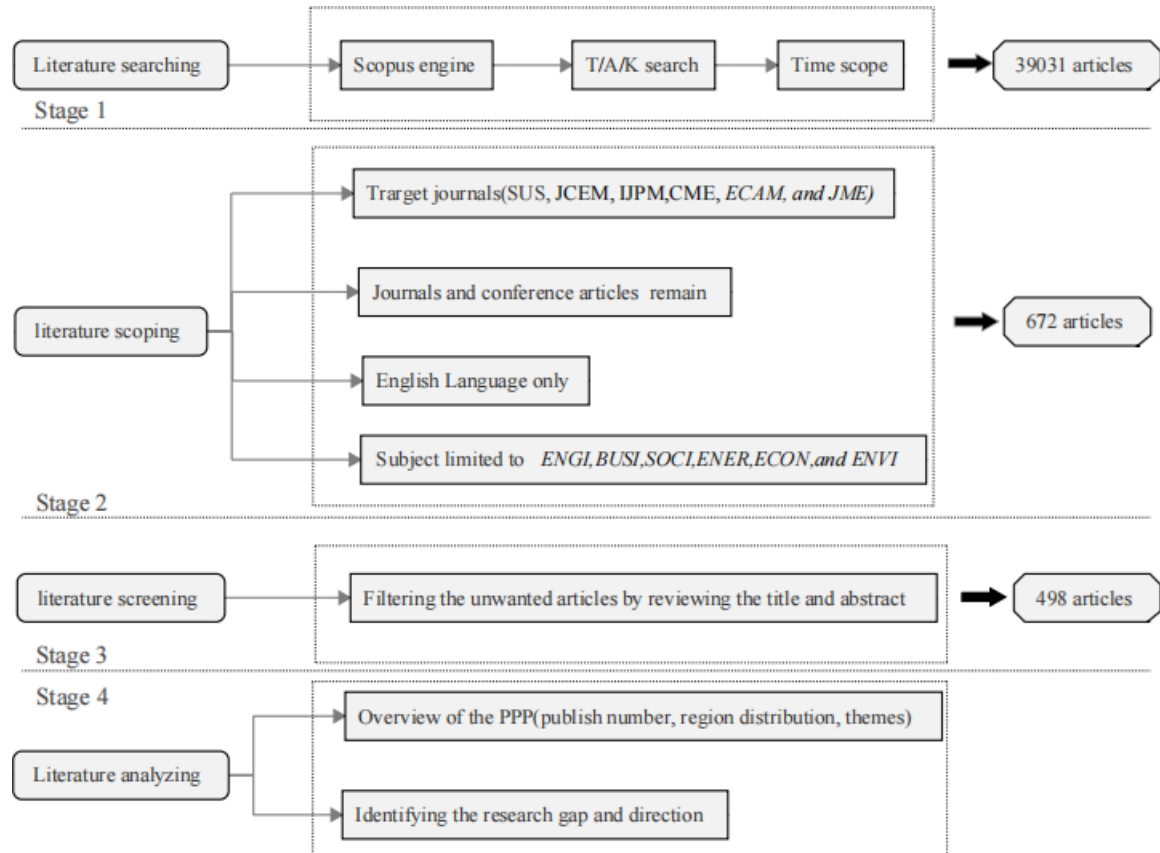 Literature searching
Scopus engine
T/A/K search
Time scope
39031 articles
Stage 1
Trarget journals(SUS, JCEM, IJPM,CME, ECAM, and JME)
Journals and conference articles remain
literature scoping
672 articles
English Language only
Subject limited to ENGI,BUSI,SOCI,ENER,ECON,and ENVI
Stage 2
literature screening
Filtering the unwanted articles by reviewing the title and abstract
498 articles
Stage 3
Stage 4
Overview of the PPP(publish number, region distribution, themes)
Literature analyzing
Identifying the research gap and direction